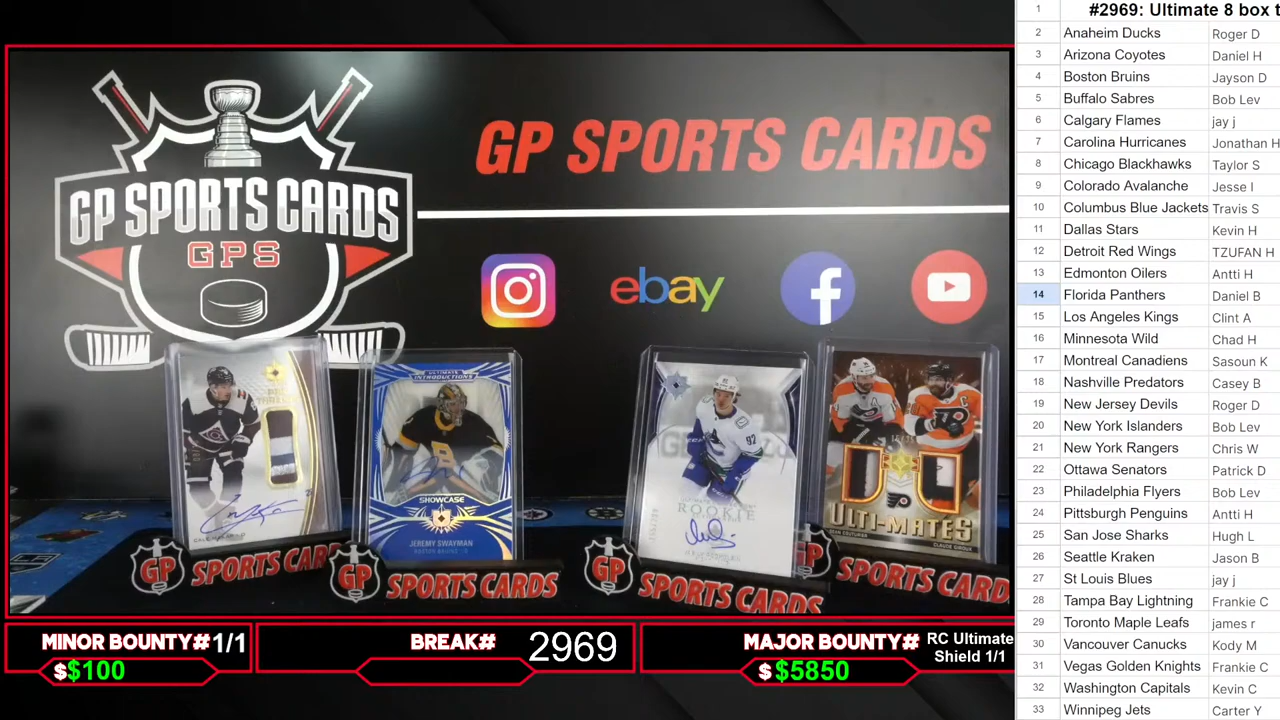 GP SPORTS CARDS
GP SPORTS CARDS
GPS
ebay
ULTIMATE
INTRODUCTIONS
SHOWCASE
JEREMY SWAYMAN
ROOKIE
ULTI-MATES
SEAN COUTURIER
CLAUDE GIROUX
GP SPORTS CAR
GP SPORTS CARDS
GP SPORTS CARDS
GP SPORTS CARD
MINOR BOUNTY# 1/1
$ $100
BREAK# 2969
MAJOR BOUNTY# RC Ultimate
Shield 1/1
$ $5850
1 #2969: Ultimate 8 box t
2 Anaheim Ducks Roger D
3 Arizona Coyotes Daniel H
4 Boston Bruins Jayson D
5 Buffalo Sabres Bob Lev
6 Calgary Flames jay j
7 Carolina Hurricanes Jonathan H
8 Chicago Blackhawks Taylor S
9 Colorado Avalanche Jesse I
10 Columbus Blue Jackets Travis S
11 Dallas Stars Kevin H
12 Detroit Red Wings TZUFAN H
13 Edmonton Oilers Antti H
14 Florida Panthers Daniel B
15 Los Angeles Kings Clint A
16 Minnesota Wild Chad H
17 Montreal Canadiens Sasoun K
18 Nashville Predators Casey B
19 New Jersey Devils Roger D
20 New York Islanders Bob Lev
21 New York Rangers Chris W
22 Ottawa Senators Patrick D
23 Philadelphia Flyers Bob Lev
24 Pittsburgh Penguins Antti H
25 San Jose Sharks Hugh L
26 Seattle Kraken Jason B
27 St Louis Blues jay j
28 Tampa Bay Lightning Frankie C
29 Toronto Maple Leafs james r
30 Vancouver Canucks Kody M
31 Vegas Golden Knights Frankie C
32 Washington Capitals Kevin C
33 Winnipeg Jets Carter Y